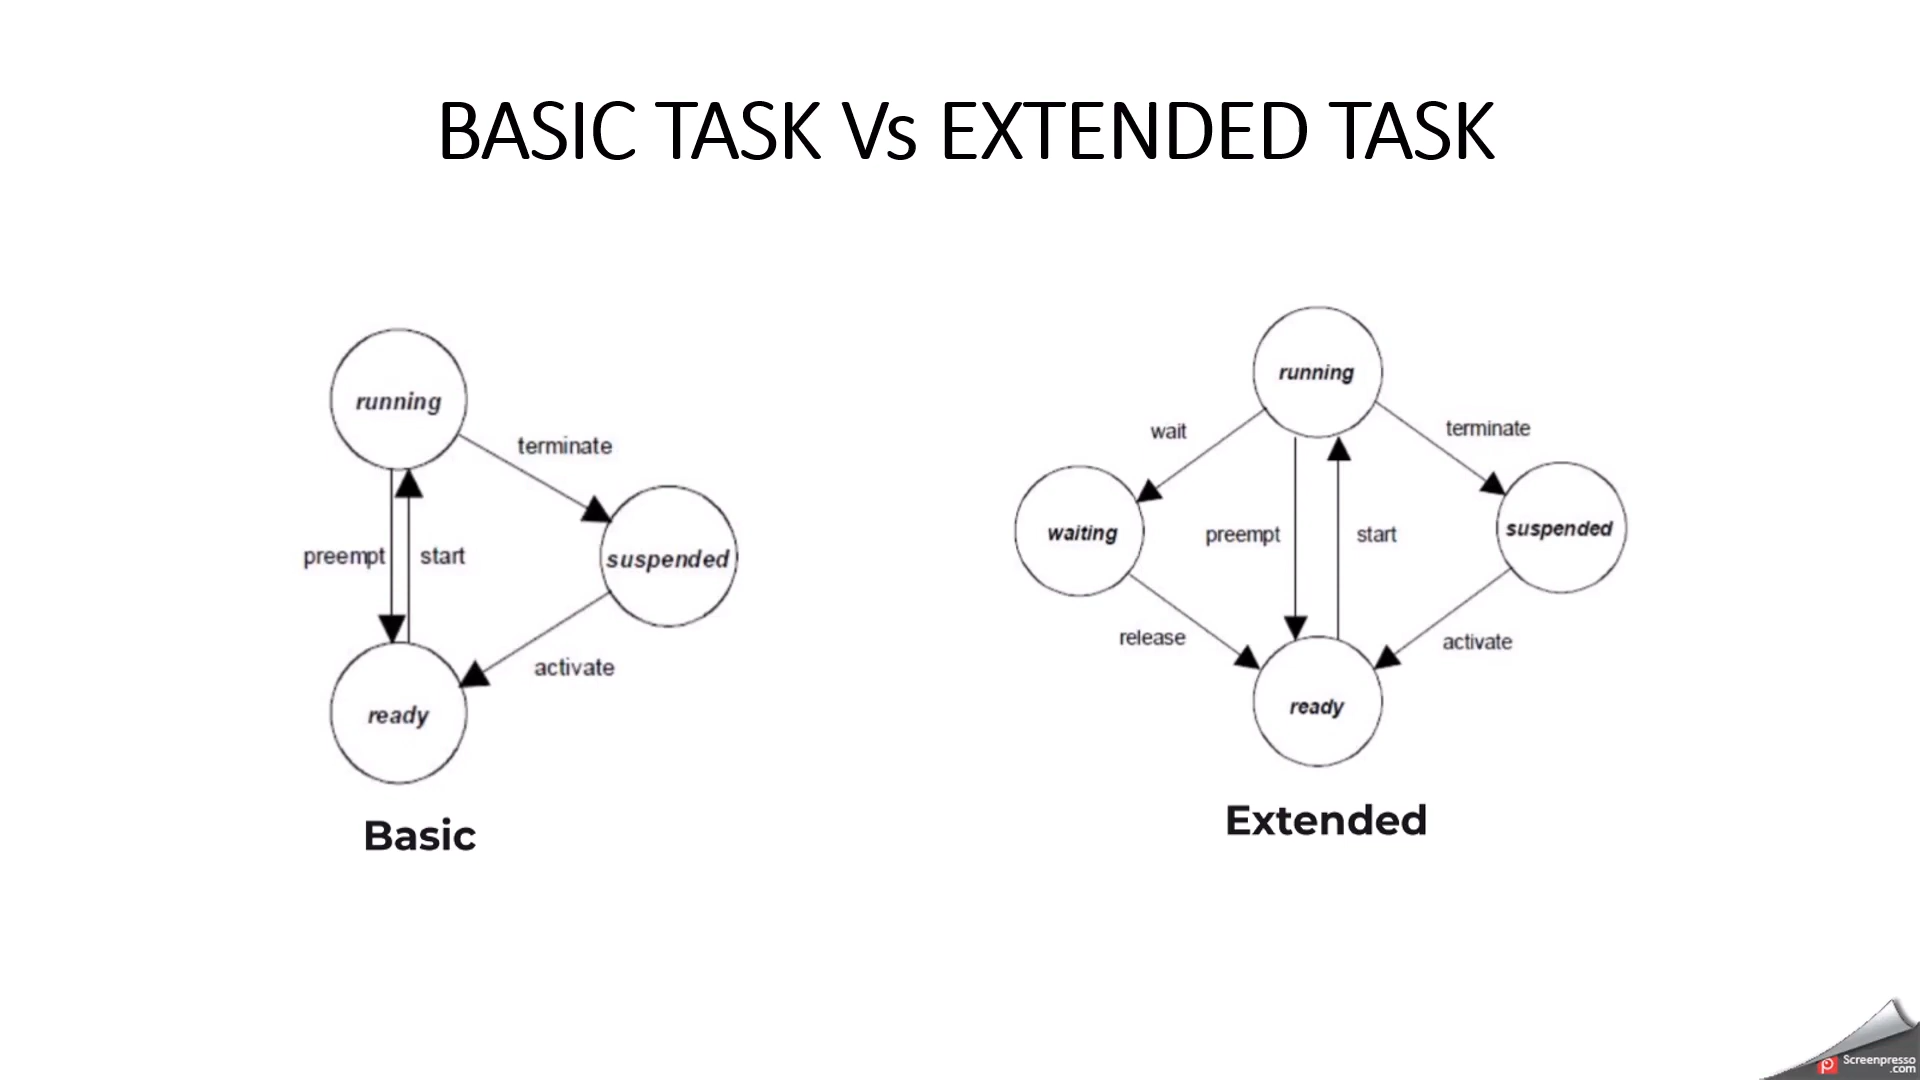 BASIC TASK Vs EXTENDED TASK
running
terminate
preempt
start
suspended
activate
ready
Basic
running
wait
terminate
waiting
preempt
start
suspended
release
activate
ready
Extended
Screenpresso
.com